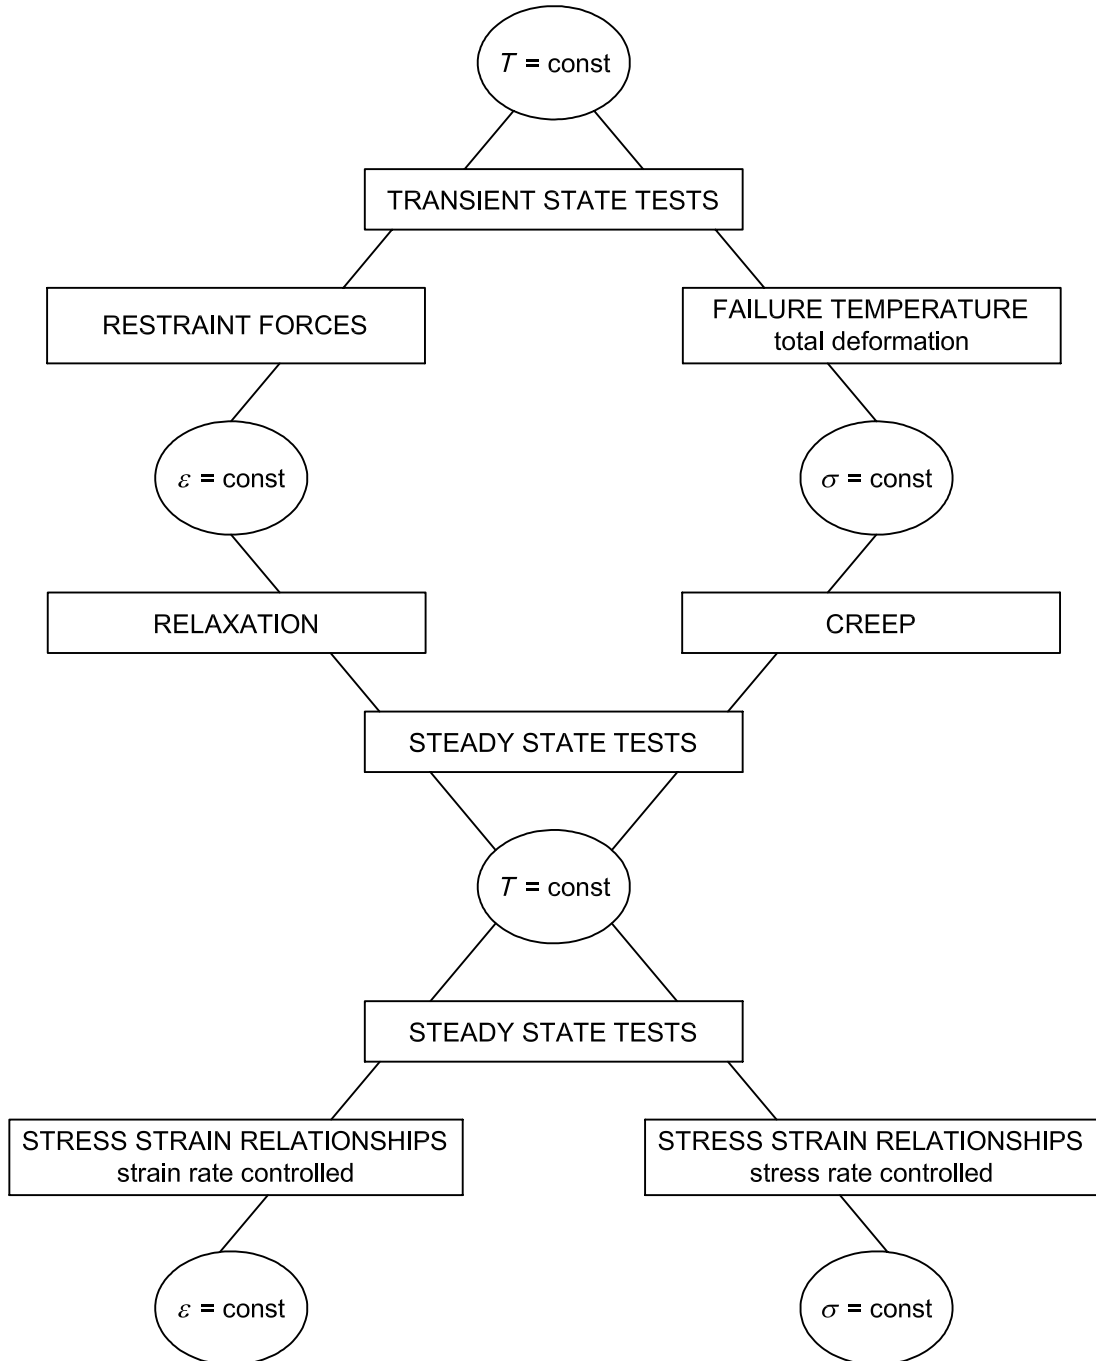 T = const
TRANSIENT STATE TESTS
RESTRAINT FORCES
FAILURE TEMPERATURE
total deformation
ε = const
σ = const
RELAXATION
CREEP
STEADY STATE TESTS
T = const
STEADY STATE TESTS
STRESS STRAIN RELATIONSHIPS
strain rate controlled
STRESS STRAIN RELATIONSHIPS
stress rate controlled
ε = const
σ = const